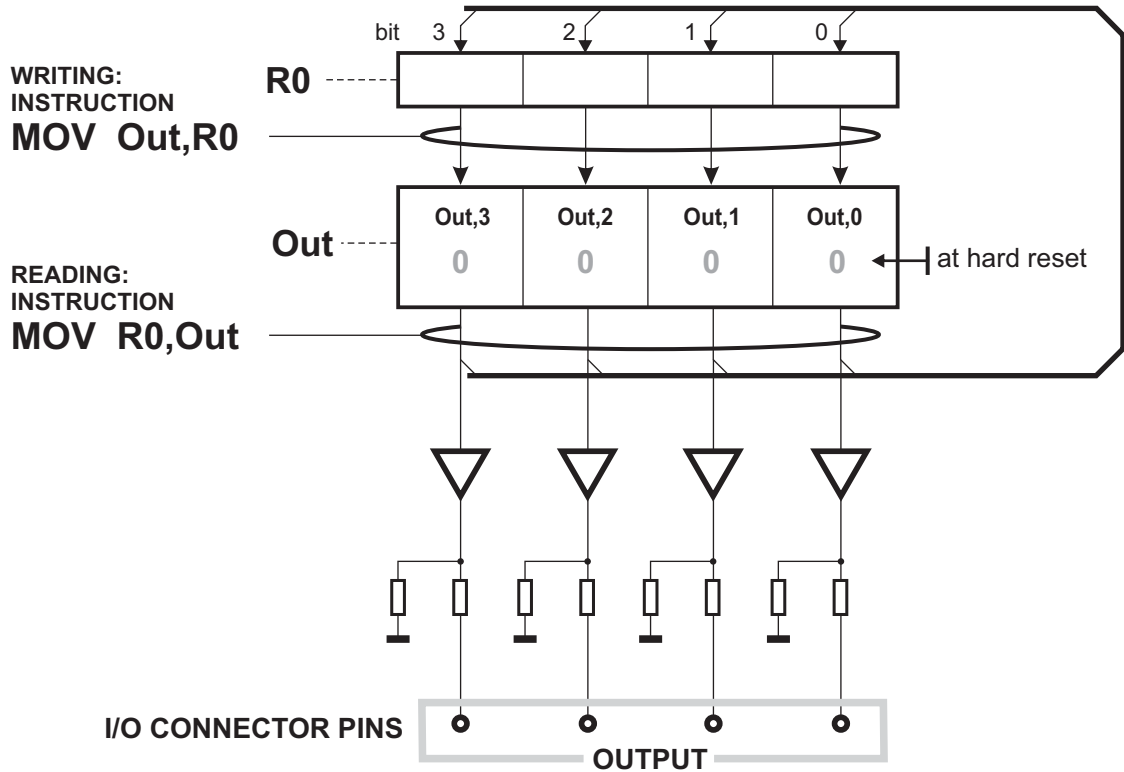 bit 3 2 1 0
WRITING:
INSTRUCTION
MOV Out,R0
R0
Out,3 Out,2 Out,1 Out,0
Out
0 0 0 0
at hard reset
READING:
INSTRUCTION
MOV R0,Out
I/O CONNECTOR PINS
OUTPUT